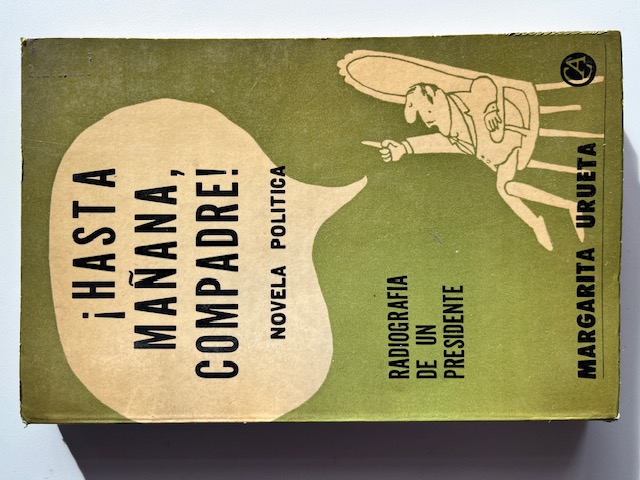 ¡HASTA
MAÑANA,
COMPADRE!
NOVELA POLITICA
RADIOGRAFIA
DE UN
PRESIDENTE
MARGARITA URUETA